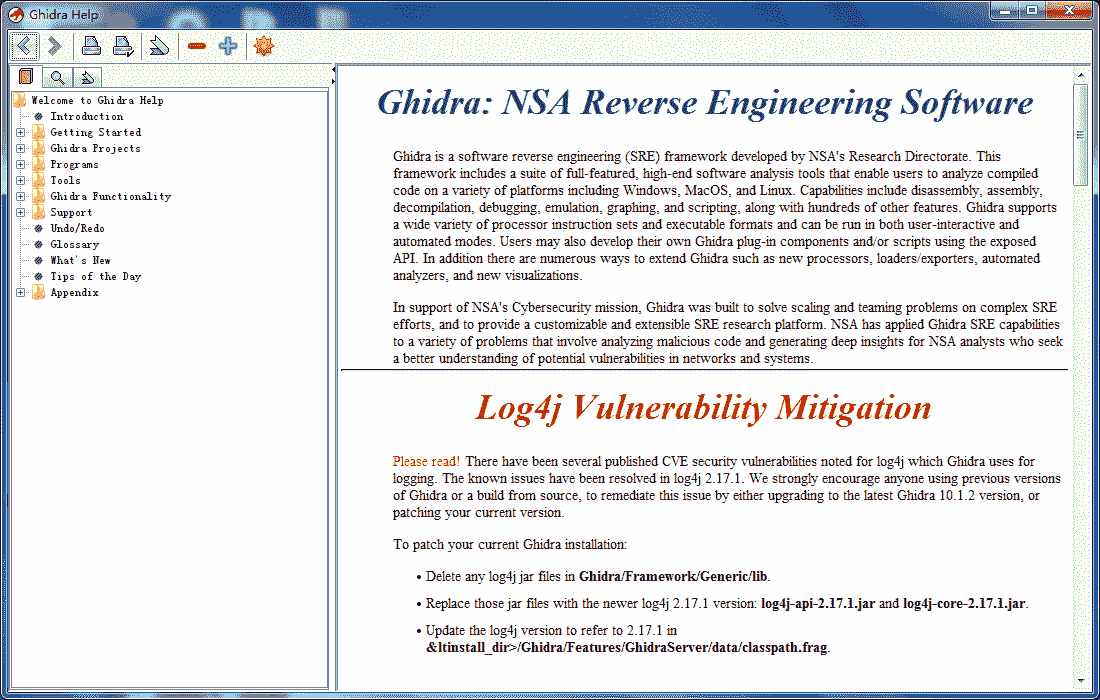 Ghidra Help
Welcome to Ghidra Help
Introduction
Getting Started
Ghidra Projects
Programs
Tools
Ghidra Functionality
Support
Undo/Redo
Glossary
What's New
Tips of the Day
Appendix
Ghidra: NSA Reverse Engineering Software
Ghidra is a software reverse engineering (SRE) framework developed by NSA's Research Directorate. This
framework includes a suite of full-featured, high-end software analysis tools that enable users to analyze compiled
code on a variety of platforms including Windows, MacOS, and Linux. Capabilities include disassembly, assembly,
decompilation, debugging, emulation, graphing, and scripting, along with hundreds of other features. Ghidra supports
a wide variety of processor instruction sets and executable formats and can be run in both user-interactive and
automated modes. Users may also develop their own Ghidra plug-in components and/or scripts using the exposed
API. In addition there are numerous ways to extend Ghidra such as new processors, loaders/exporters, automated
analyzers, and new visualizations.
In support of NSA's Cybersecurity mission, Ghidra was built to solve scaling and teaming problems on complex SRE
efforts, and to provide a customizable and extensible SRE research platform. NSA has applied Ghidra SRE capabilities
to a variety of problems that involve analyzing malicious code and generating deep insights for NSA analysts who seek
a better understanding of potential vulnerabilities in networks and systems.
Log4j Vulnerability Mitigation
Please read! There have been several published CVE security vulnerabilities noted for log4j which Ghidra uses for
logging. The known issues have been resolved in log4j 2.17.1. We strongly encourage anyone using previous versions
of Ghidra or a build from source, to remediate this issue by either upgrading to the latest Ghidra 10.1.2 version, or
patching your current version.
To patch your current Ghidra installation:
• Delete any log4j jar files in Ghidra/Framework/Generic/lib.
• Replace those jar files with the newer log4j 2.17.1 version: log4j-api-2.17.1.jar and log4j-core-2.17.1.jar.
• Update the log4j version to refer to 2.17.1 in
&ltinstall_dir>/Ghidra/Features/GhidraServer/data/classpath.frag.